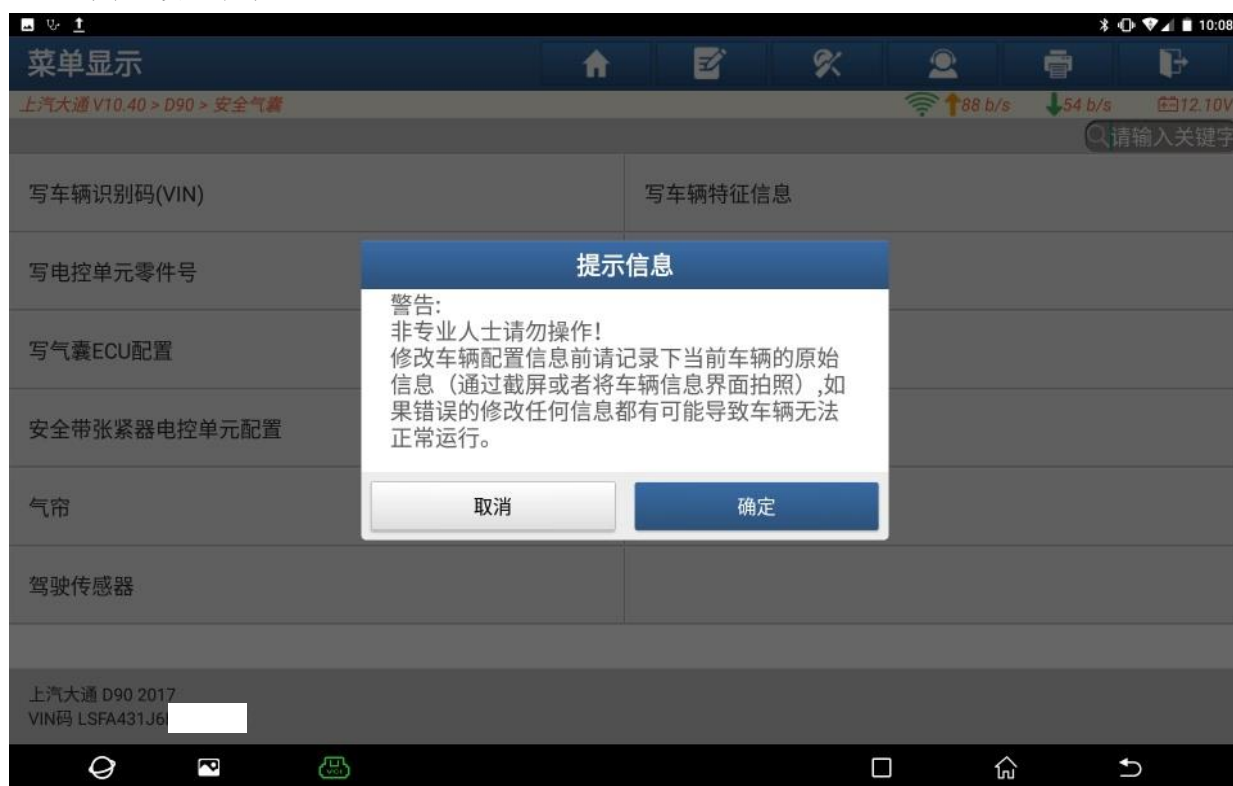 10:08
菜单显示
上汽大通 V10.40 > D90 > 安全气囊
88 b/s
54 b/s
12.10V
请输入关键字
写车辆识别码(VIN)
写车辆特征信息
写电控单元零件号
写气囊ECU配置
安全带张紧器电控单元配置
气帘
驾驶传感器
提示信息
警告:
非专业人士请勿操作!
修改车辆配置信息前请记录下当前车辆的原始
信息（通过截屏或者将车辆信息界面拍照）,如
果错误的修改任何信息都有可能导致车辆无法
正常运行。
取消
确定
上汽大通 D90 2017
VIN码 LSFA431J6
VCI